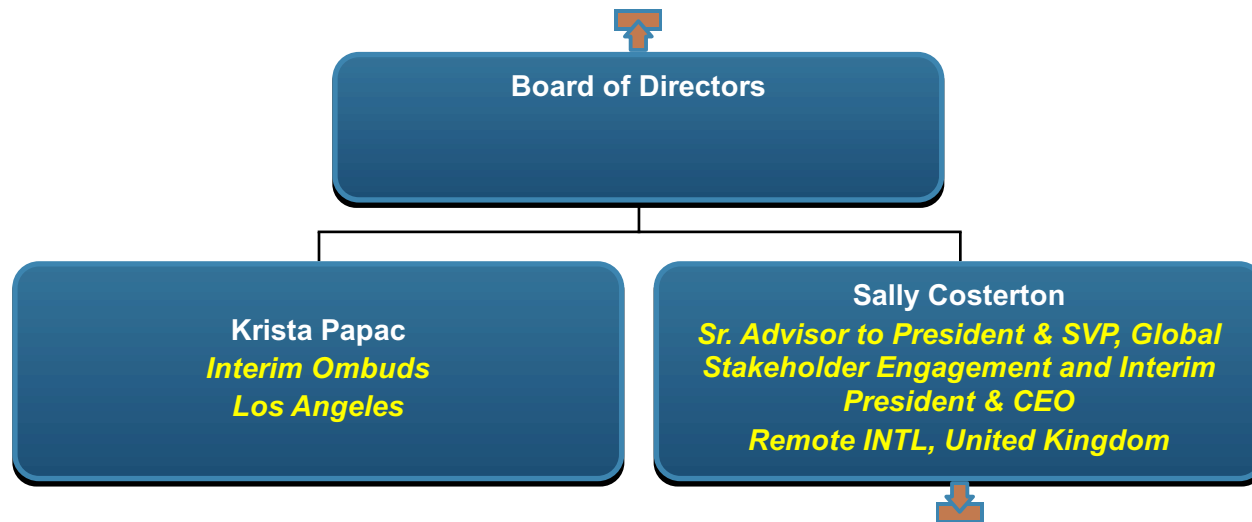 Board of Directors
Krista Papac
Interim Ombuds
Los Angeles
Sally Costerton
Sr. Advisor to President & SVP, Global
Stakeholder Engagement and Interim
President & CEO
Remote INTL, United Kingdom